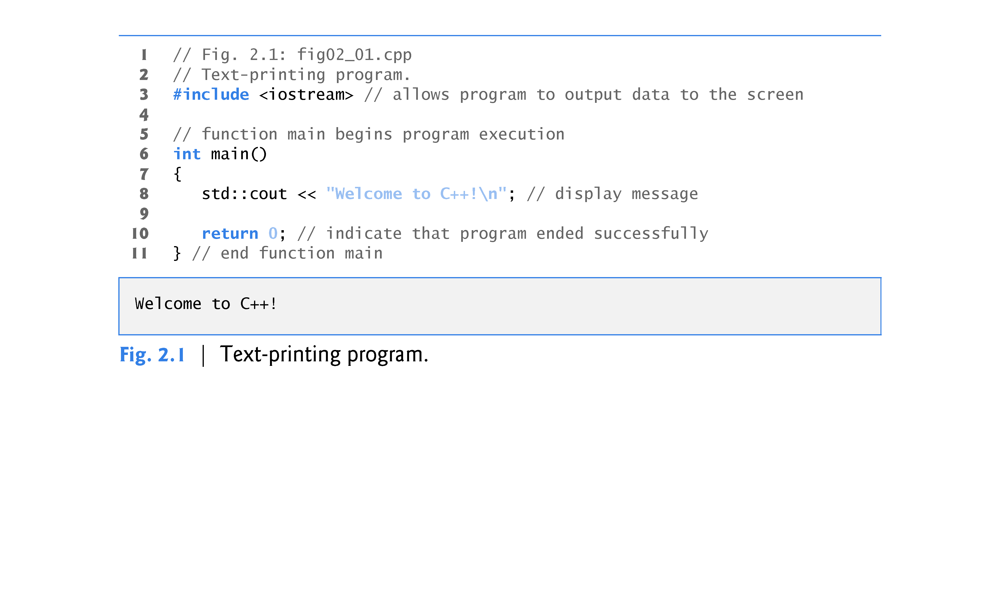 1 // Fig. 2.1: fig02_01.cpp
2 // Text-printing program.
3 #include <iostream> // allows program to output data to the screen
4
5 // function main begins program execution
6 int main()
7 {
8    std::cout << "Welcome to C++!\n"; // display message
9
10    return 0; // indicate that program ended successfully
11 } // end function main
Welcome to C++!
Fig. 2.1 | Text-printing program.